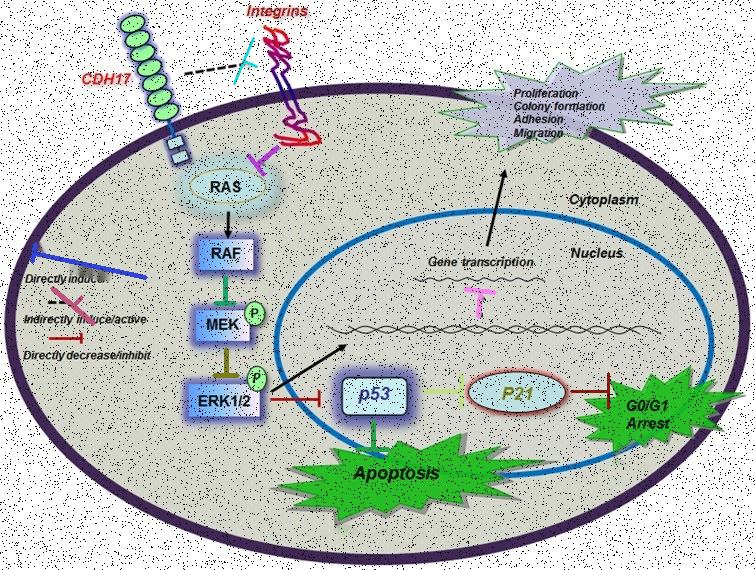 Integrins
CDH17
Proliferation
Colony formation
Adhesion
Migration
RAS
Cytoplasm
RAF
Nucleus
Gene transcription
Directly induce
Indirectly induce/active
Directly decrease/inhibit
MEK
P
P
ERK1/2
p53
P21
G0/G1
Arrest
Apoptosis